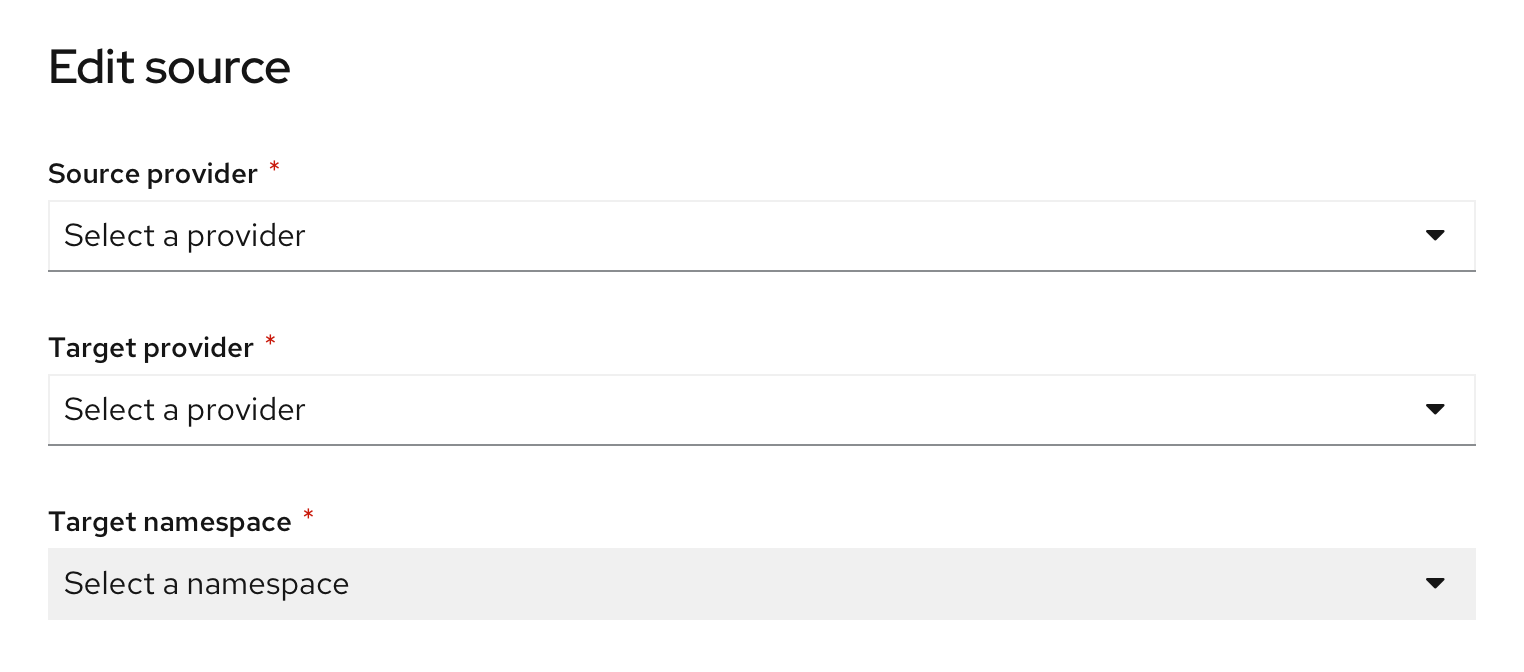 Edit source
Source provider *
Select a provider
Target provider *
Select a provider
Target namespace *
Select a namespace